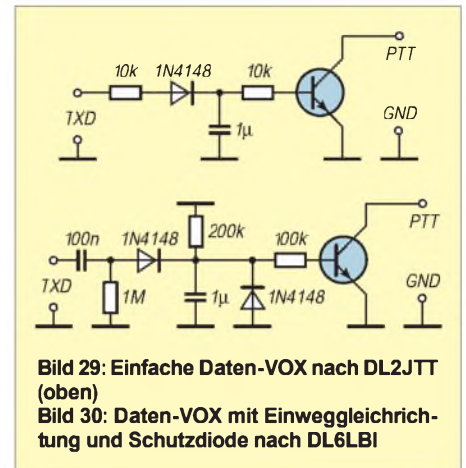 PTT
10k 1N4148 10k
TXD
GND
1µ
PTT
200k
100n 1N4148 100k
TXD
GND
1M 1µ 1N4148
Bild 29: Einfache Daten-VOX nach DL2JTT
(oben)
Bild 30: Daten-VOX mit Einweggleichrich-
tung und Schutzdiode nach DL6LBI